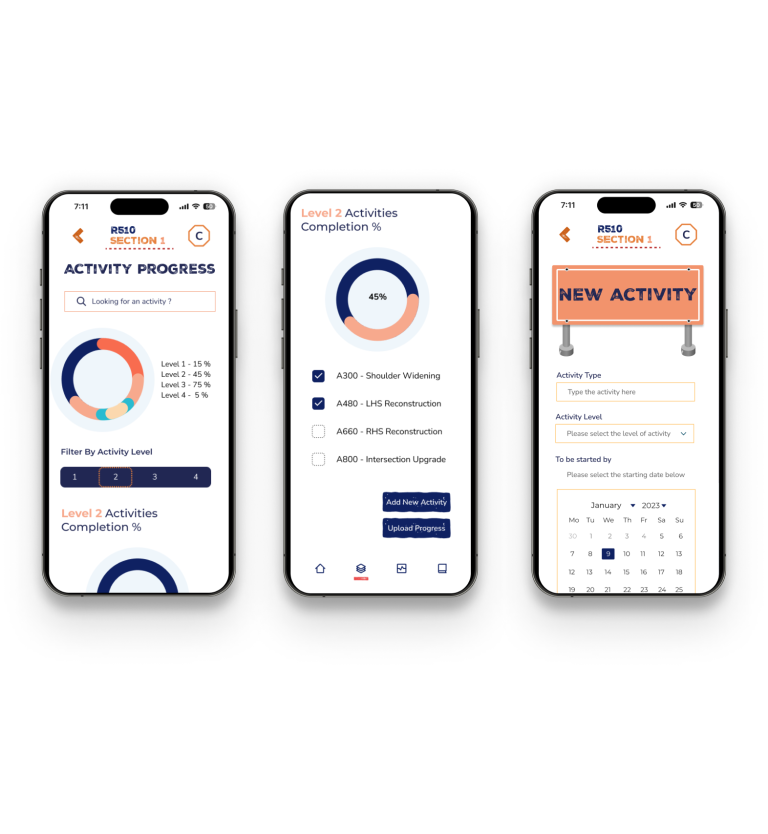 7:11
R510
SECTION 1
C
ACTIVITY PROGRESS
Looking for an activity ?
Level 1 - 15 %
Level 2 - 45 %
Level 3 - 75 %
Level 4 - 5 %
Filter By Activity Level
1 2 3 4
Level 2 Activities
Completion %
Level 2 Activities
Completion %
45%
A300 - Shoulder Widening
A480 - LHS Reconstruction
A660 - RHS Reconstruction
A800 - Intersection Upgrade
Add New Activity
Upload Progress
7:11
R510
SECTION 1
C
NEW ACTIVITY
Activity Type
Type the activity here
Activity Level
Please select the level of activity
To be started by
Please select the starting date below
January 2023
Mo Tu We Th Fr Sa Su
30 1 2 3 4 5 6
7 8 9 10 11 12 13
12 13 14 15 16 17 18
19 20 21 22 23 24 25